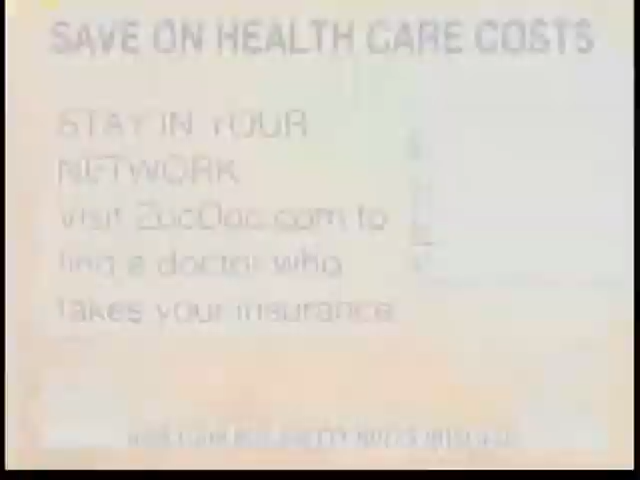 SAVE ON HEALTH CARE COSTS
STAY IN YOUR
NETWORK
visit ZocDoc.com to
find a doctor who
takes your insurance